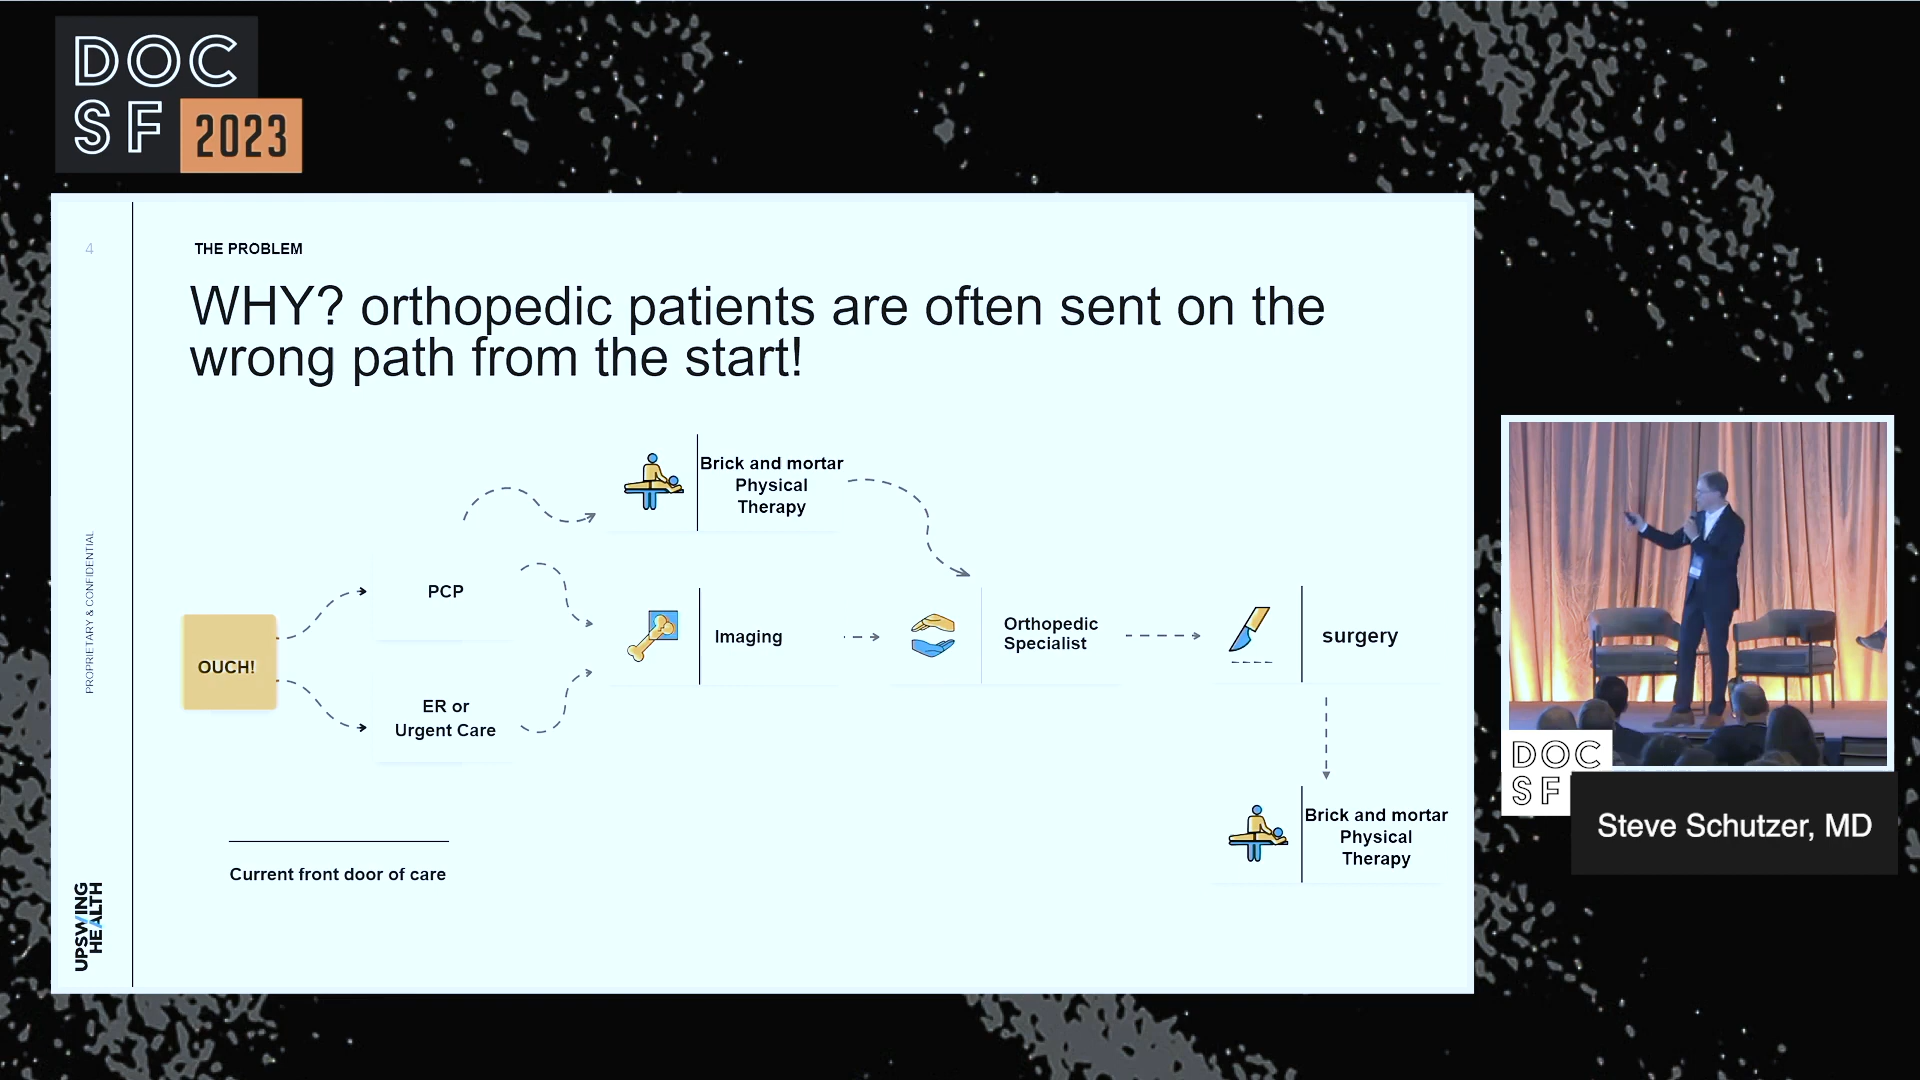 DOC
SF 2023
4
THE PROBLEM
WHY? orthopedic patients are often sent on the
wrong path from the start!
Brick and mortar
Physical
Therapy
PCP
OUCH!
Imaging
Orthopedic
Specialist
surgery
ER or
Urgent Care
Brick and mortar
Physical
Therapy
Current front door of care
PROPRIETARY & CONFIDENTIAL
UPSWING
HEALTH
DOC
SF
Steve Schutzer, MD